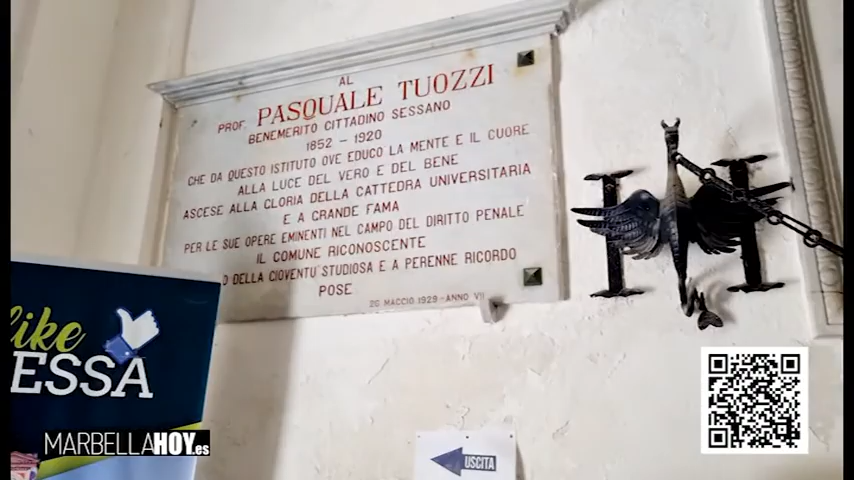 AL
PROF. PASQUALE TUOZZI
BENEMERITO CITTADINO SESSANO
1852 – 1920
CHE DA QUESTO ISTITUTO OVE EDUCO LA MENTE E IL CUORE
ALLA LUCE DEL VERO E DEL BENE
ASCESE ALLA GLORIA DELLA CATTEDRA UNIVERSITARIA
E A GRANDE FAMA
PER LE SUE OPERE EMINENTI NEL CAMPO DEL DIRITTO PENALE
IL COMUNE RICONOSCENTE
DELLA GIOVENTU' STUDIOSA E A PERENNE RICORDO
POSE
26 MAGGIO 1929 - ANNO VII
like
ESSA
MARBELLAHOY.es
USCITA